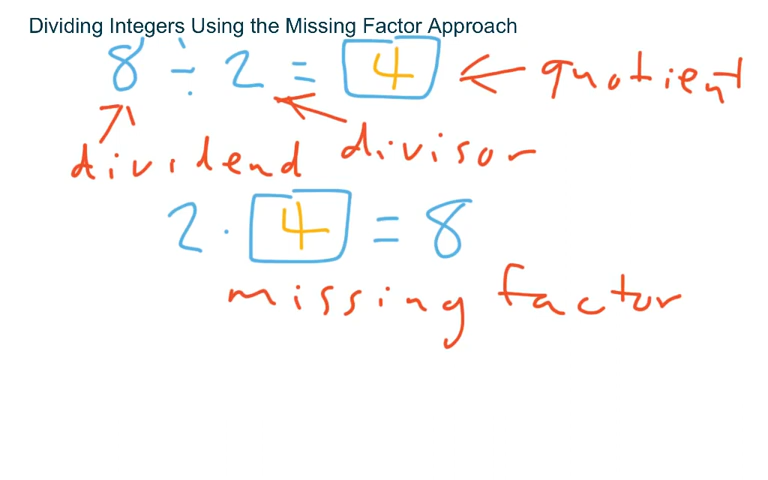 Dividing Integers Using the Missing Factor Approach
8 ÷ 2 = 4 ← quotient
dividend divisor
2 · 4 = 8
missing factor